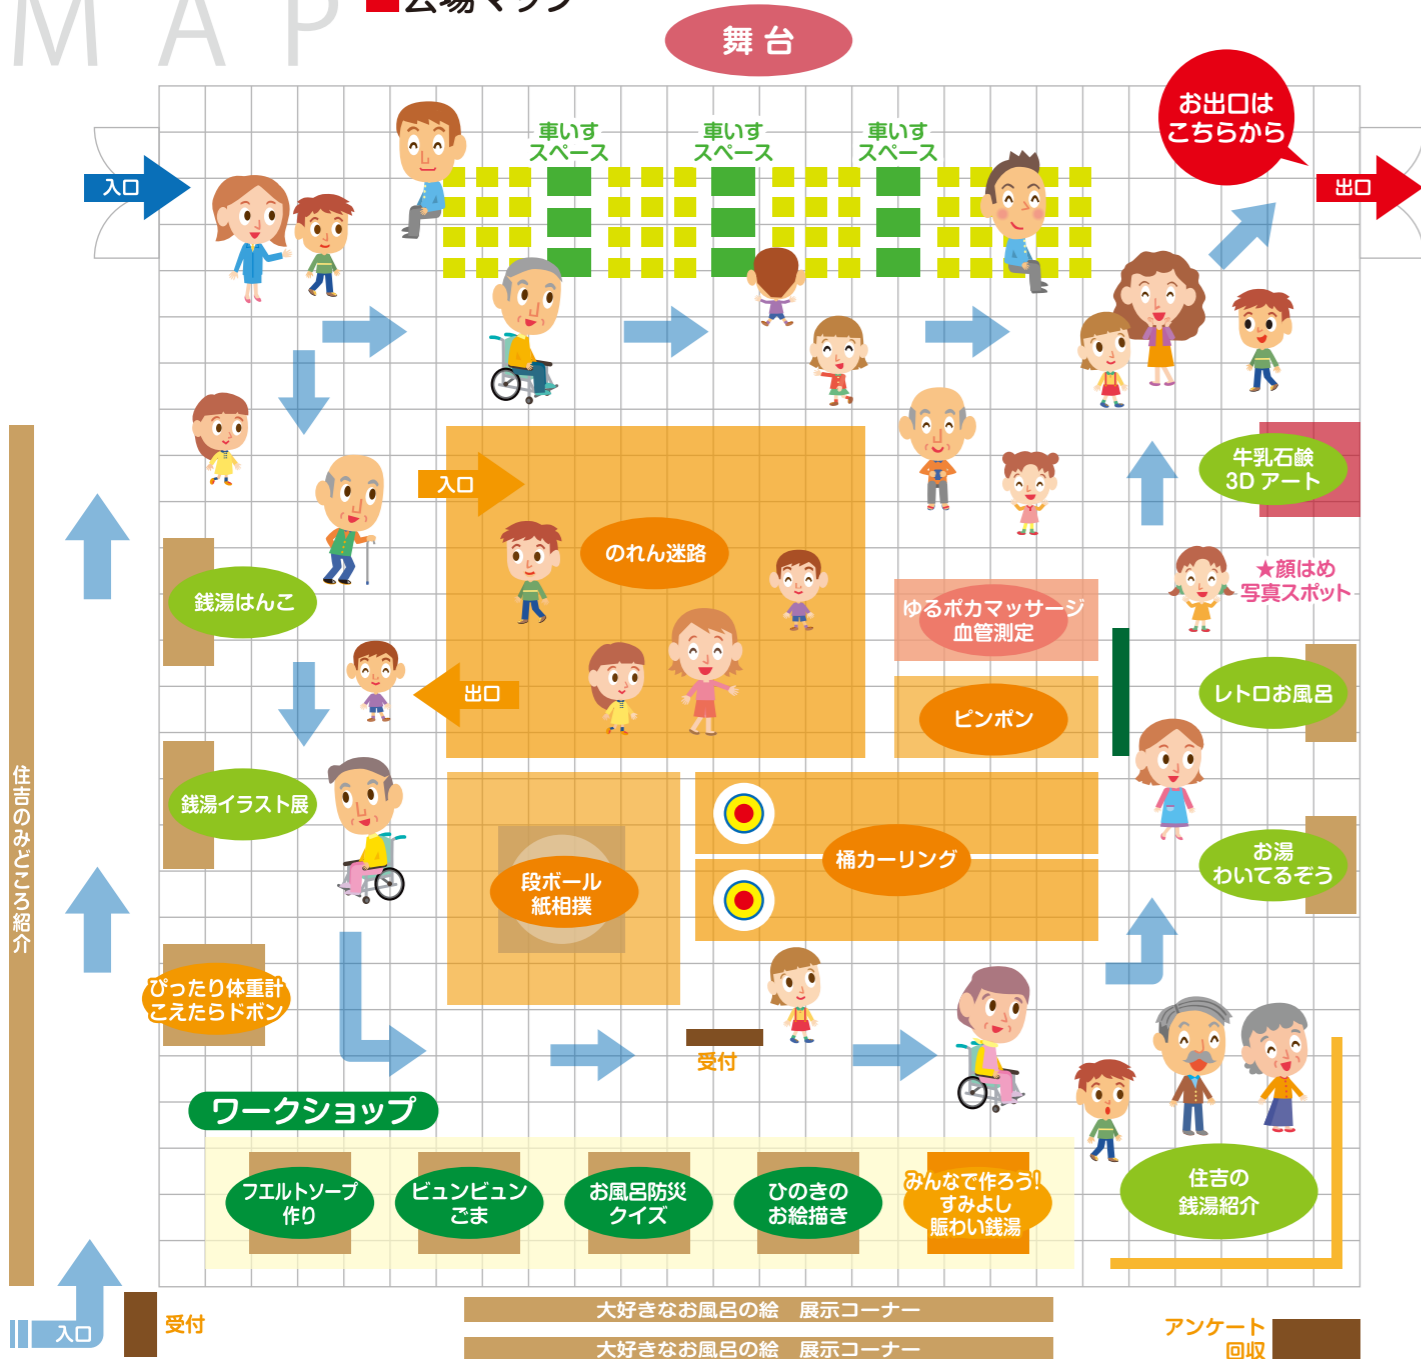 MAP
会場マップ
舞台
お出口は
こちらから
車いす
スペース
車いす
スペース
車いす
スペース
入口
出口
入口
のれん迷路
牛乳石鹸
3Dアート
★顔はめ
写真スポット
銭湯はんこ
ゆるポカマッサージ
血管測定
出口
ピンポン
レトロお風呂
住吉のみどころ紹介
銭湯イラスト展
段ボール
紙相撲
桶カーリング
お湯
わいてるぞう
ぴったり体重計
こえたらドボン
受付
ワークショップ
フエルトソープ
作り
ビュンビュン
ごま
お風呂防災
クイズ
ひのきの
お絵描き
みんなで作ろう!
すみよし
賑わい銭湯
住吉の
銭湯紹介
入口
受付
大好きなお風呂の絵　展示コーナー
大好きなお風呂の絵　展示コーナー
アンケート
回収